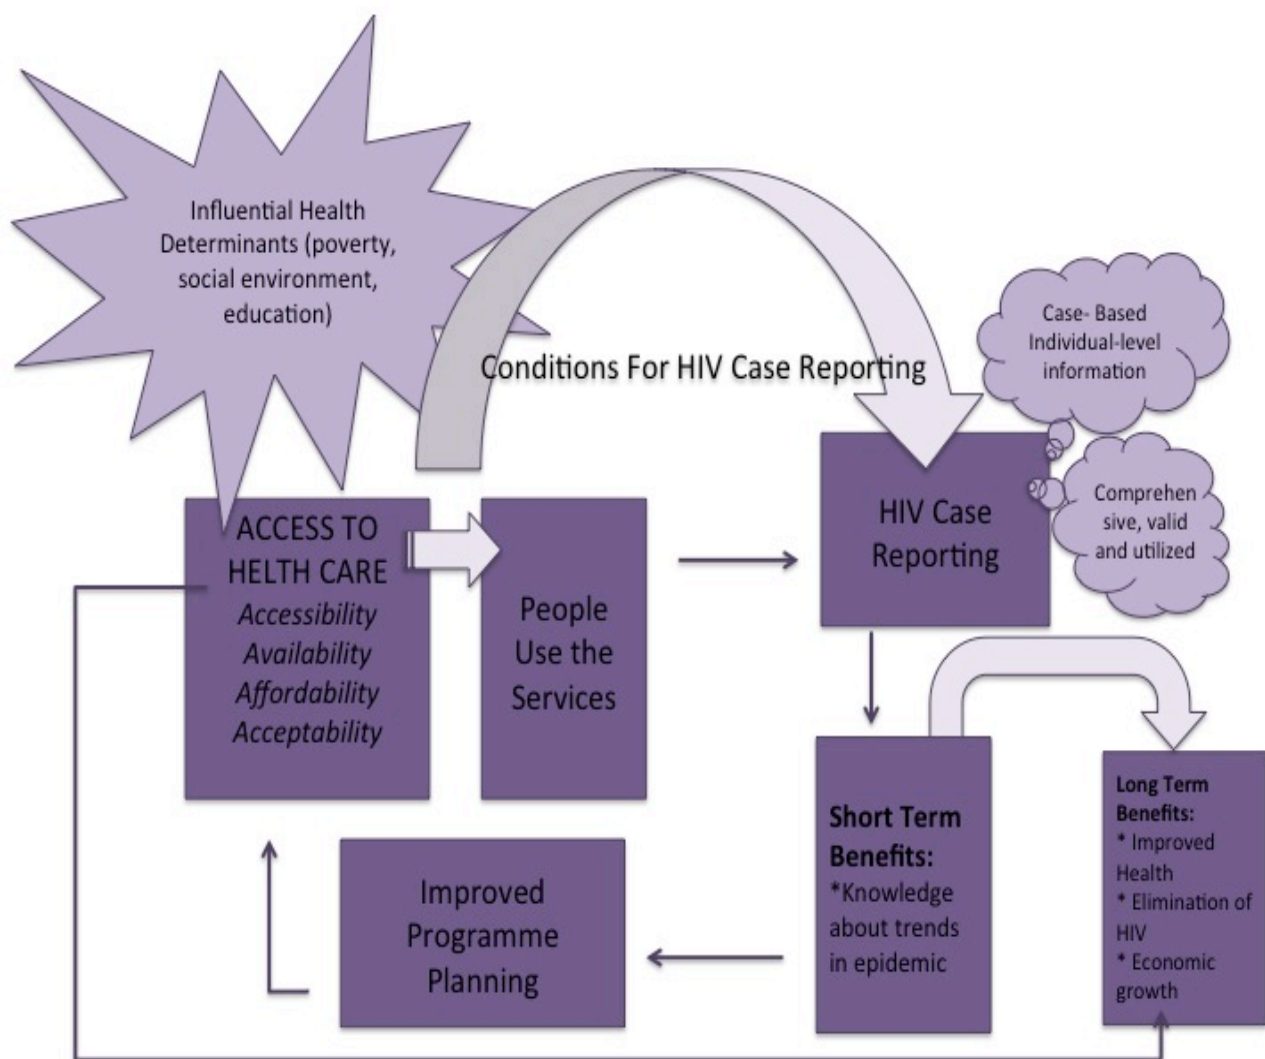 Influential Health
Determinants (poverty,
social environment,
education)
Conditions For HIV Case Reporting
Case- Based
Individual-level
information
Comprehen
sive, valid
and utilized
ACCESS TO
HELTH CARE
Accessibility
Availability
Affordability
Acceptability
People
Use the
Services
HIV Case
Reporting
Improved
Programme
Planning
Short Term
Benefits:
*Knowledge
about trends
in epidemic
Long Term
Benefits:
* Improved
Health
* Elimination of
HIV
* Economic
growth